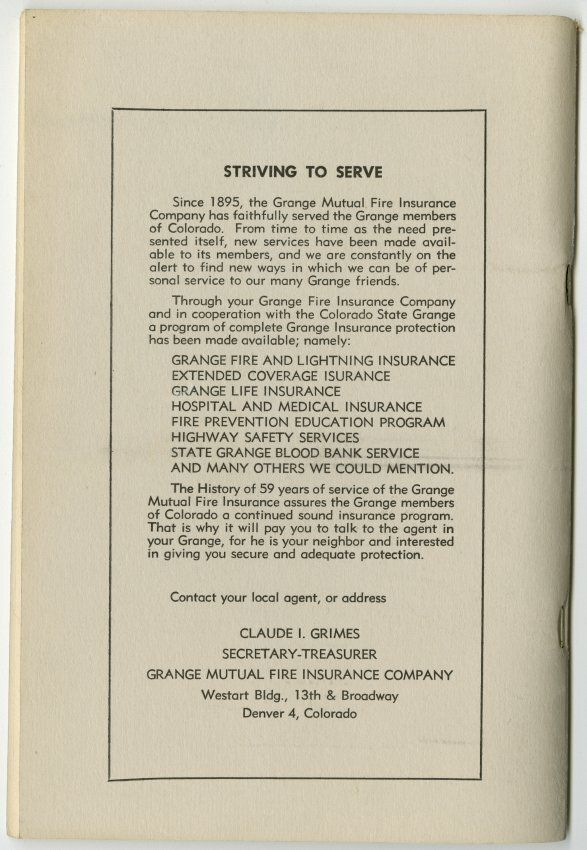 STRIVING TO SERVE
Since 1895, the Grange Mutual Fire Insurance
Company has faithfully served the Grange members
of Colorado. From time to time as the need pre-
sented itself, new services have been made avail-
able to its members, and we are constantly on the
alert to find new ways in which we can be of per-
sonal service to our many Grange friends.
Through your Grange Fire Insurance Company
and in cooperation with the Colorado State Grange
a program of complete Grange Insurance protection
has been made available; namely:
GRANGE FIRE AND LIGHTNING INSURANCE
EXTENDED COVERAGE ISURANCE
GRANGE LIFE INSURANCE
HOSPITAL AND MEDICAL INSURANCE
FIRE PREVENTION EDUCATION PROGRAM
HIGHWAY SAFETY SERVICES
STATE GRANGE BLOOD BANK SERVICE
AND MANY OTHERS WE COULD MENTION.
The History of 59 years of service of the Grange
Mutual Fire Insurance assures the Grange members
of Colorado a continued sound insurance program.
That is why it will pay you to talk to the agent in
your Grange, for he is your neighbor and interested
in giving you secure and adequate protection.
Contact your local agent, or address
CLAUDE I. GRIMES
SECRETARY-TREASURER
GRANGE MUTUAL FIRE INSURANCE COMPANY
Westart Bldg., 13th & Broadway
Denver 4, Colorado